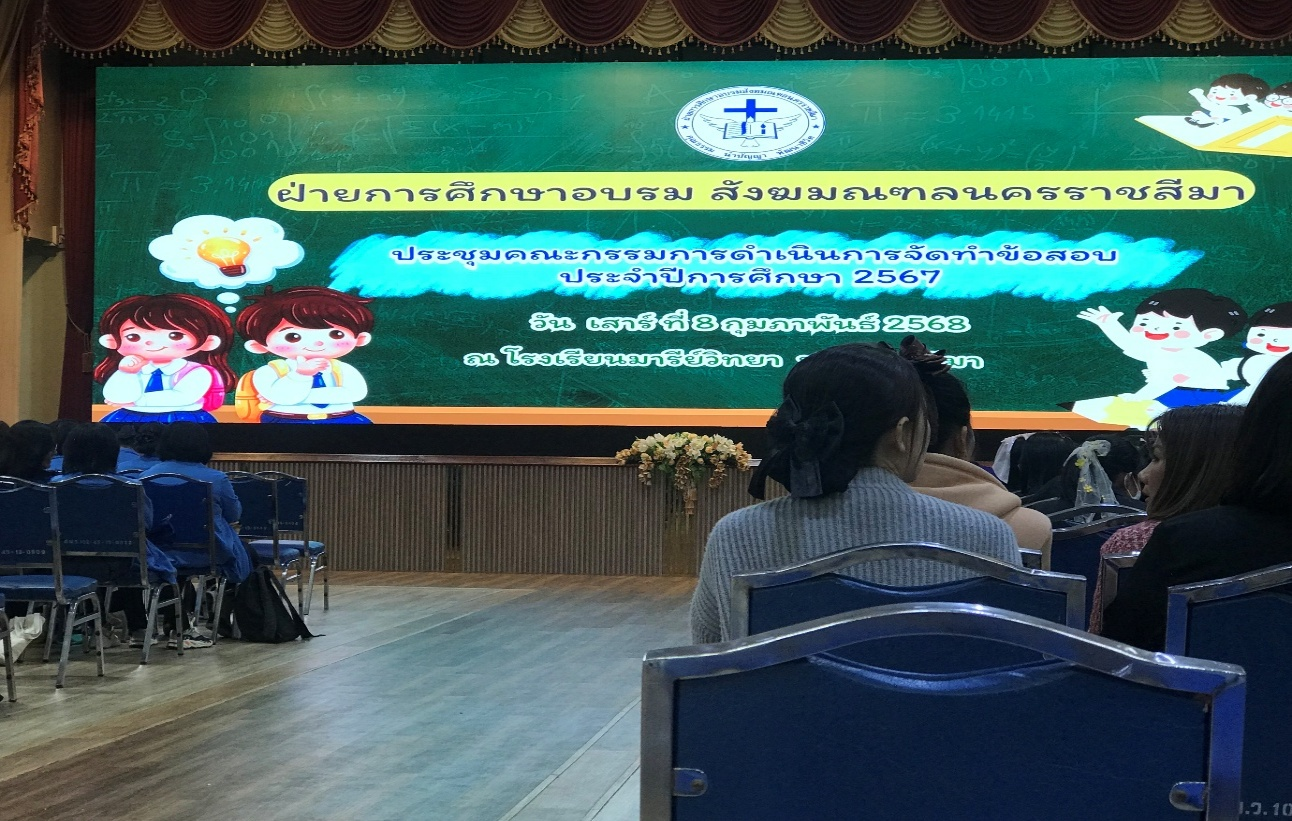 ฝ่ายการศึกษาอบรม สังฆมณฑลนครราชสีมา
ประชุมคณะกรรมการดำเนินการจัดทำข้อสอบ
ประจำปีการศึกษา 2567
วัน เสาร์ ที่ 8 กุมภาพันธ์ 2568
ณ โรงเรียนมารีย์วิทยา